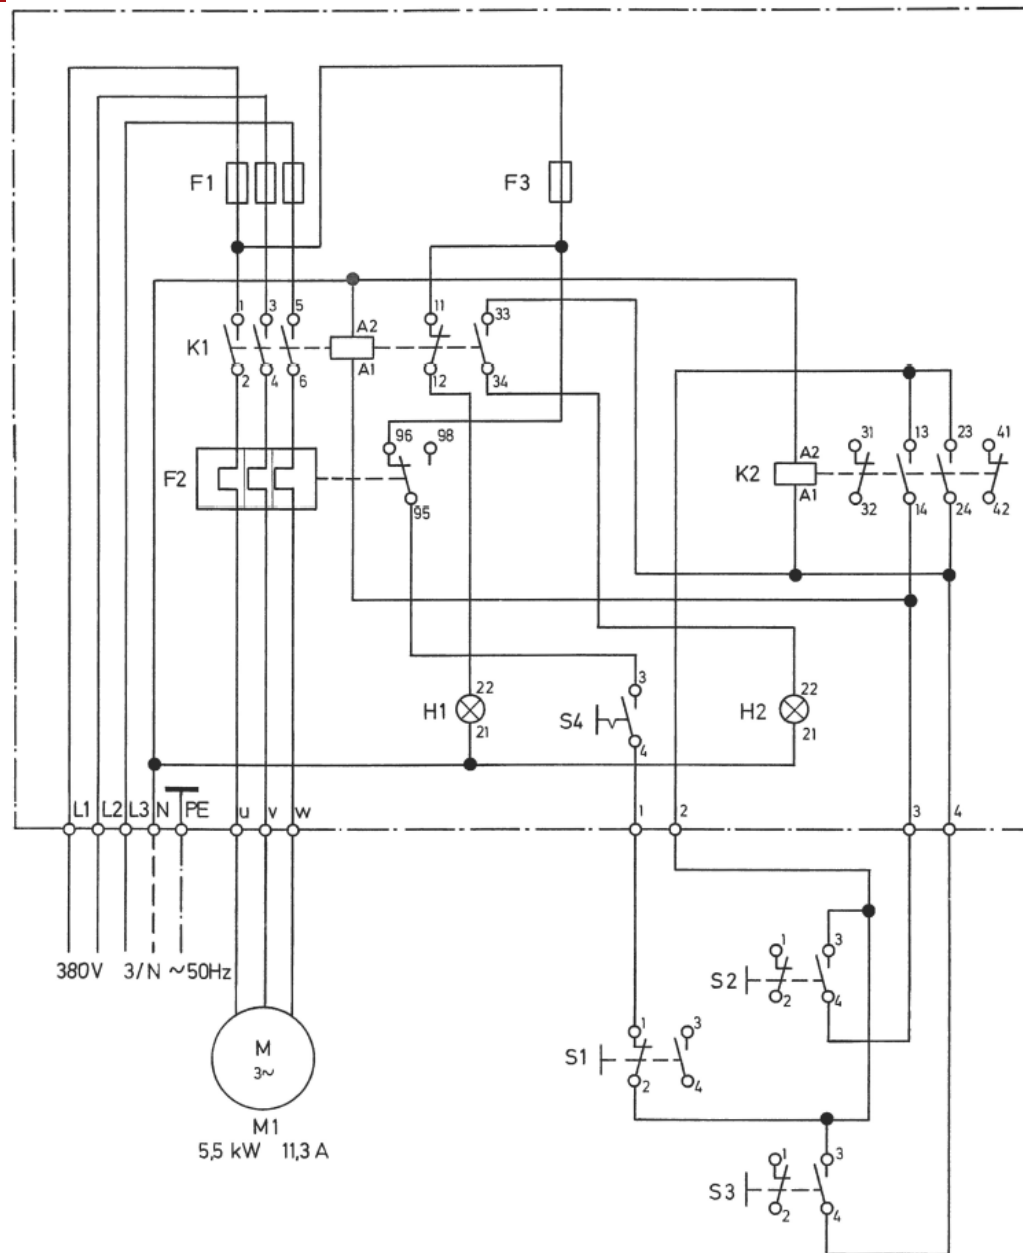 F1
F3
1 3 5
11
33
K1
A2
A1
2 4 6
12
34
13
23
96 98
31
41
F2
K2
A2
A1
95
32
14
24
42
3
22
22
H1
S4
H2
21
21
4
L1 L2 L3 N PE u v w
1 2 3 4
380V 3/N ~50Hz
1 3
S2
2 4
M
3~
1 3
S1
2 4
M1
5,5 kW 11,3 A
1 3
S3
2 4